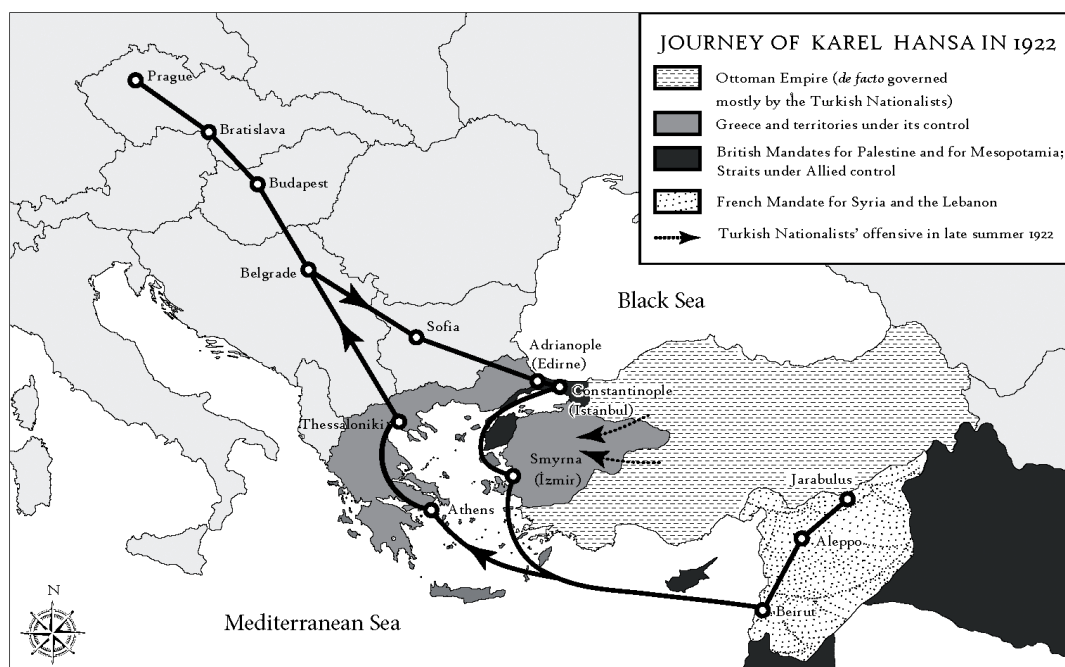 JOURNEY OF KAREL HANSA IN 1922
Ottoman Empire (de facto governed
mostly by the Turkish Nationalists)
Greece and territories under its control
British Mandates for Palestine and for Mesopotamia;
Straits under Allied control
French Mandate for Syria and the Lebanon
Turkish Nationalists' offensive in late summer 1922
Prague
Bratislava
Budapest
Belgrade
Sofia
Black Sea
Adrianople
(Edirne)
Constantinople
(Istanbul)
Thessaloniki
Smyrna
(İzmir)
Athens
Jarabulus
Aleppo
Beirut
N
Mediterranean Sea